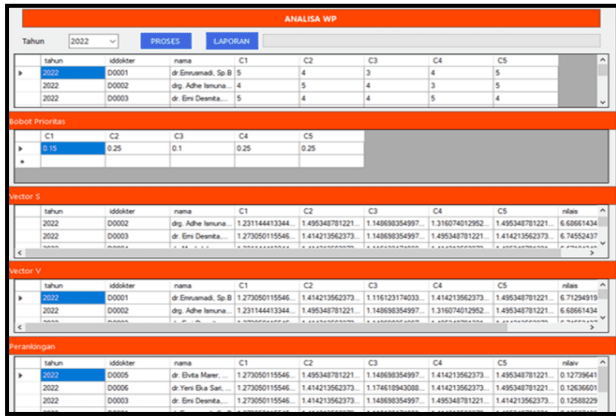 ANALISA WP
Tahun 2022 PROSES LAPORAN
tahun iddokter nama C1 C2 C3 C4 C5
2022 D0001 dr.Emrusmadi, Sp.B 5 4 3 4 5
2022 D0002 drg. Adhe Ismuna... 4 5 4 3 5
2022 D0003 dr. Emi Desmita,... 5 4 4 5 4
Bobot Prioritas
C1 C2 C3 C4 C5
0.15 0.25 0.1 0.25 0.25
Vector S
tahun iddokter nama C1 C2 C3 C4 C5 nilais
2022 D0002 drg. Adhe Ismuna... 1.231144413344... 1.495348781221... 1.148698354997... 1.316074012952... 1.495348781221... 6.68661434
2022 D0003 dr. Emi Desmita,... 1.273050115546... 1.414213562373... 1.148698354997... 1.495348781221... 1.414213562373... 6.74552437
Vector V
tahun iddokter nama C1 C2 C3 C4 C5 nilais
2022 D0001 dr.Emrusmadi, Sp.B 1.273050115546... 1.414213562373... 1.116123174033... 1.414213562373... 1.495348781221... 6.71294919
2022 D0002 drg. Adhe Ismuna... 1.231144413344... 1.495348781221... 1.148698354997... 1.316074012952... 1.495348781221... 6.68661434
Perankingan
tahun iddokter nama C1 C2 C3 C4 C5 nilaiv
2022 D0005 dr. Elvita Marer, ... 1.273050115546... 1.495348781221... 1.148698354997... 1.414213562373... 1.495348781221... 0.12739641
2022 D0006 dr.Yeni Eka Sari, ... 1.273050115546... 1.414213562373... 1.174618943088... 1.414213562373... 1.495348781221... 0.12636601
2022 D0003 dr. Emi Desmita,... 1.273050115546... 1.414213562373... 1.148698354997... 1.495348781221... 1.414213562373... 0.12588229